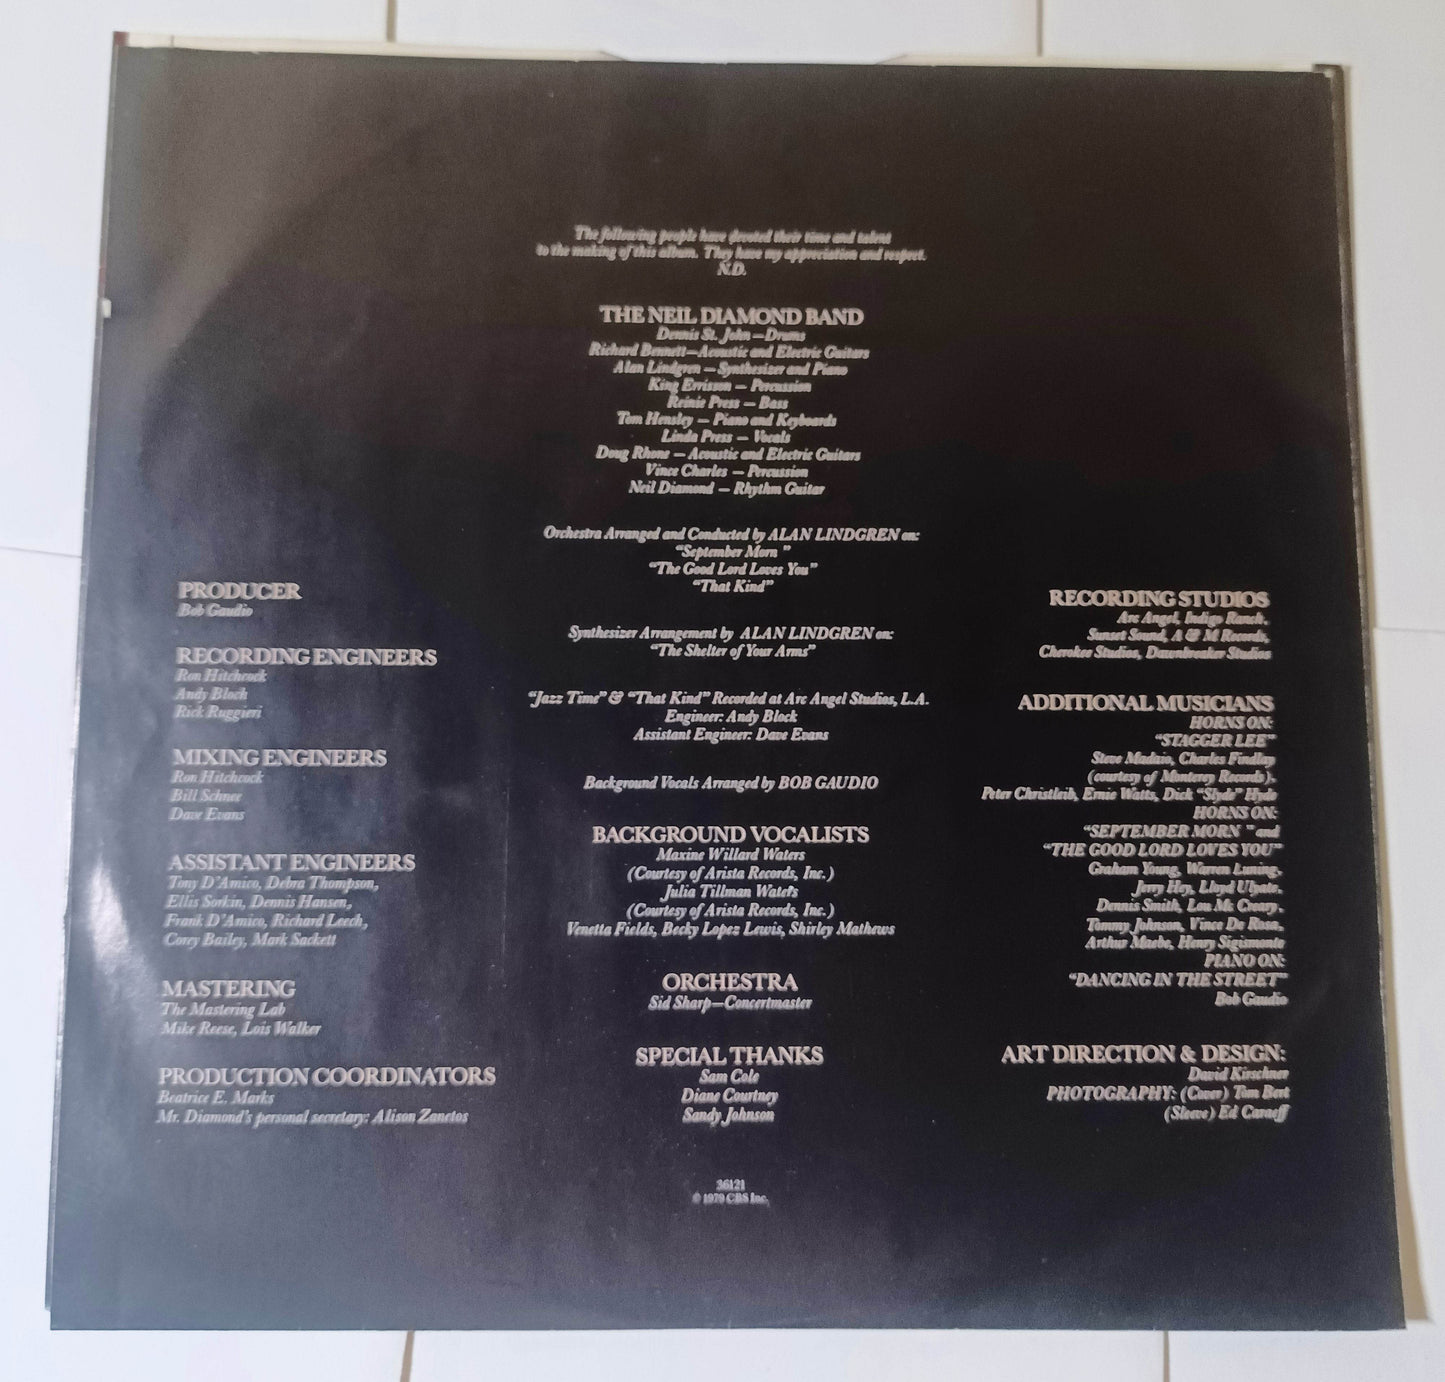 The following people have devoted their time and talent
to the making of this album. They have my appreciation and respect.
N.D.
THE NEIL DIAMOND BAND
Dennis St. John—Drums
Richard Bennett—Acoustic and Electric Guitars
Alan Lindgren — Synthesizer and Piano
King Errisson — Percussion
Reinie Press — Bass
Tom Hensley — Piano and Keyboards
Linda Press — Vocals
Doug Rhone — Acoustic and Electric Guitars
Vince Charles — Percussion
Neil Diamond — Rhythm Guitar
Orchestra Arranged and Conducted by ALAN LINDGREN on:
“September Morn”
“The Good Lord Loves You”
“That Kind”
Synthesizer Arrangement by ALAN LINDGREN on:
“The Shelter of Your Arms”
“Jazz Time” & “That Kind” Recorded at Arc Angel Studios, L.A.
Engineer: Andy Block
Assistant Engineer: Dave Evans
Background Vocals Arranged by BOB GAUDIO
BACKGROUND VOCALISTS
Maxine Willard Waters
(Courtesy of Arista Records, Inc.)
Julia Tillman Waters
(Courtesy of Arista Records, Inc.)
Venetta Fields, Becky Lopez Lewis, Shirley Mathews
ORCHESTRA
Sid Sharp—Concertmaster
SPECIAL THANKS
Sam Cole
Diane Courtney
Sandy Johnson
36121
© 1979 CBS Inc.
PRODUCER
Bob Gaudio
RECORDING ENGINEERS
Ron Hitchcock
Andy Bloch
Rick Ruggieri
MIXING ENGINEERS
Ron Hitchcock
Bill Schnee
Dave Evans
ASSISTANT ENGINEERS
Tony D'Amico, Debra Thompson,
Ellis Sorkin, Dennis Hansen,
Frank D'Amico, Richard Leech,
Corey Bailey, Mark Sackett
MASTERING
The Mastering Lab
Mike Reese, Lois Walker
PRODUCTION COORDINATORS
Beatrice E. Marks
Mr. Diamond's personal secretary: Alison Zanetos
RECORDING STUDIOS
Arc Angel, Indigo Ranch,
Sunset Sound, A & M Records,
Cherokee Studios, Dawnbreaker Studios
ADDITIONAL MUSICIANS
HORNS ON:
“STAGGER LEE”
Steve Madaio, Charles Findlay
(courtesy of Monterey Records),
Peter Christleib, Ernie Watts, Dick “Slyde” Hyde
HORNS ON:
“SEPTEMBER MORN” and
“THE GOOD LORD LOVES YOU”
Graham Young, Warren Luning,
Jerry Hey, Lloyd Ulyate,
Dennis Smith, Lou Mc Creary,
Tommy Johnson, Vince De Rosa,
Arthur Maebe, Henry Sigismonte
PIANO ON:
“DANCING IN THE STREET”
Bob Gaudio
ART DIRECTION & DESIGN:
David Kirschner
PHOTOGRAPHY: (Cover) Tom Bert
(Sleeve) Ed Caraeff